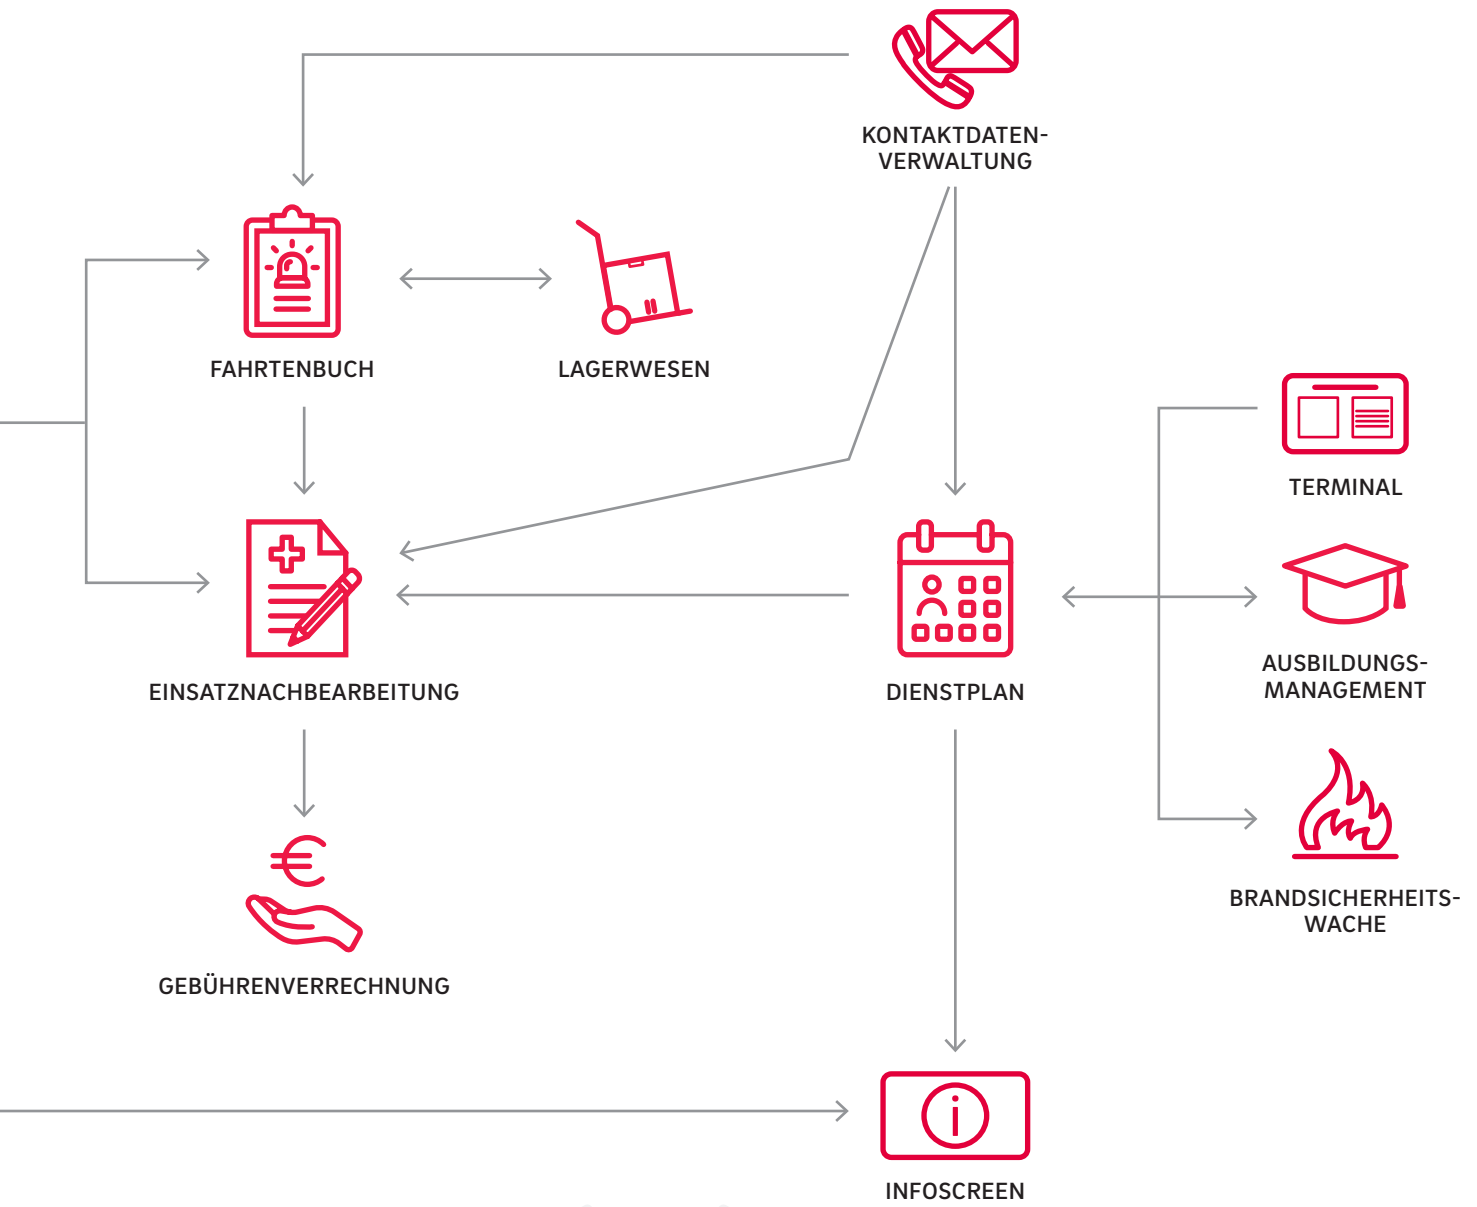 KONTAKTDATEN-
VERWALTUNG
FAHRTENBUCH
LAGERWESEN
TERMINAL
EINSATZNACHBEARBEITUNG
DIENSTPLAN
AUSBILDUNGS-
MANAGEMENT
BRANDSICHERHEITS-
WACHE
GEBÜHRENVERRECHNUNG
INFOSCREEN